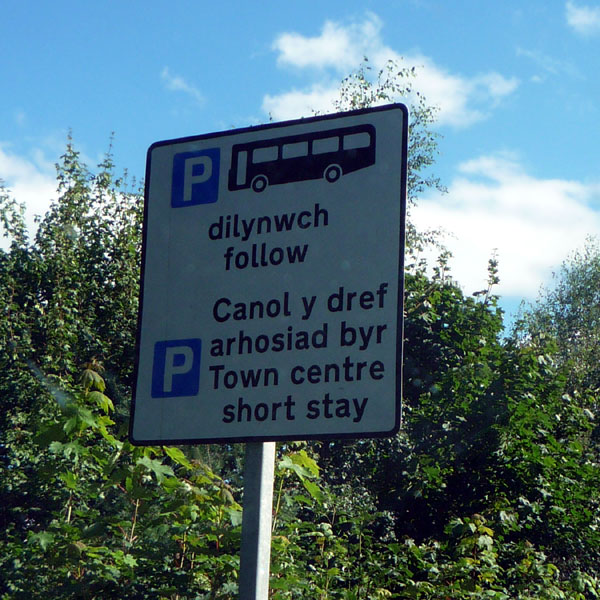 P
dilynwch
follow
Canol y dref
P arhosiad byr
Town centre
short stay